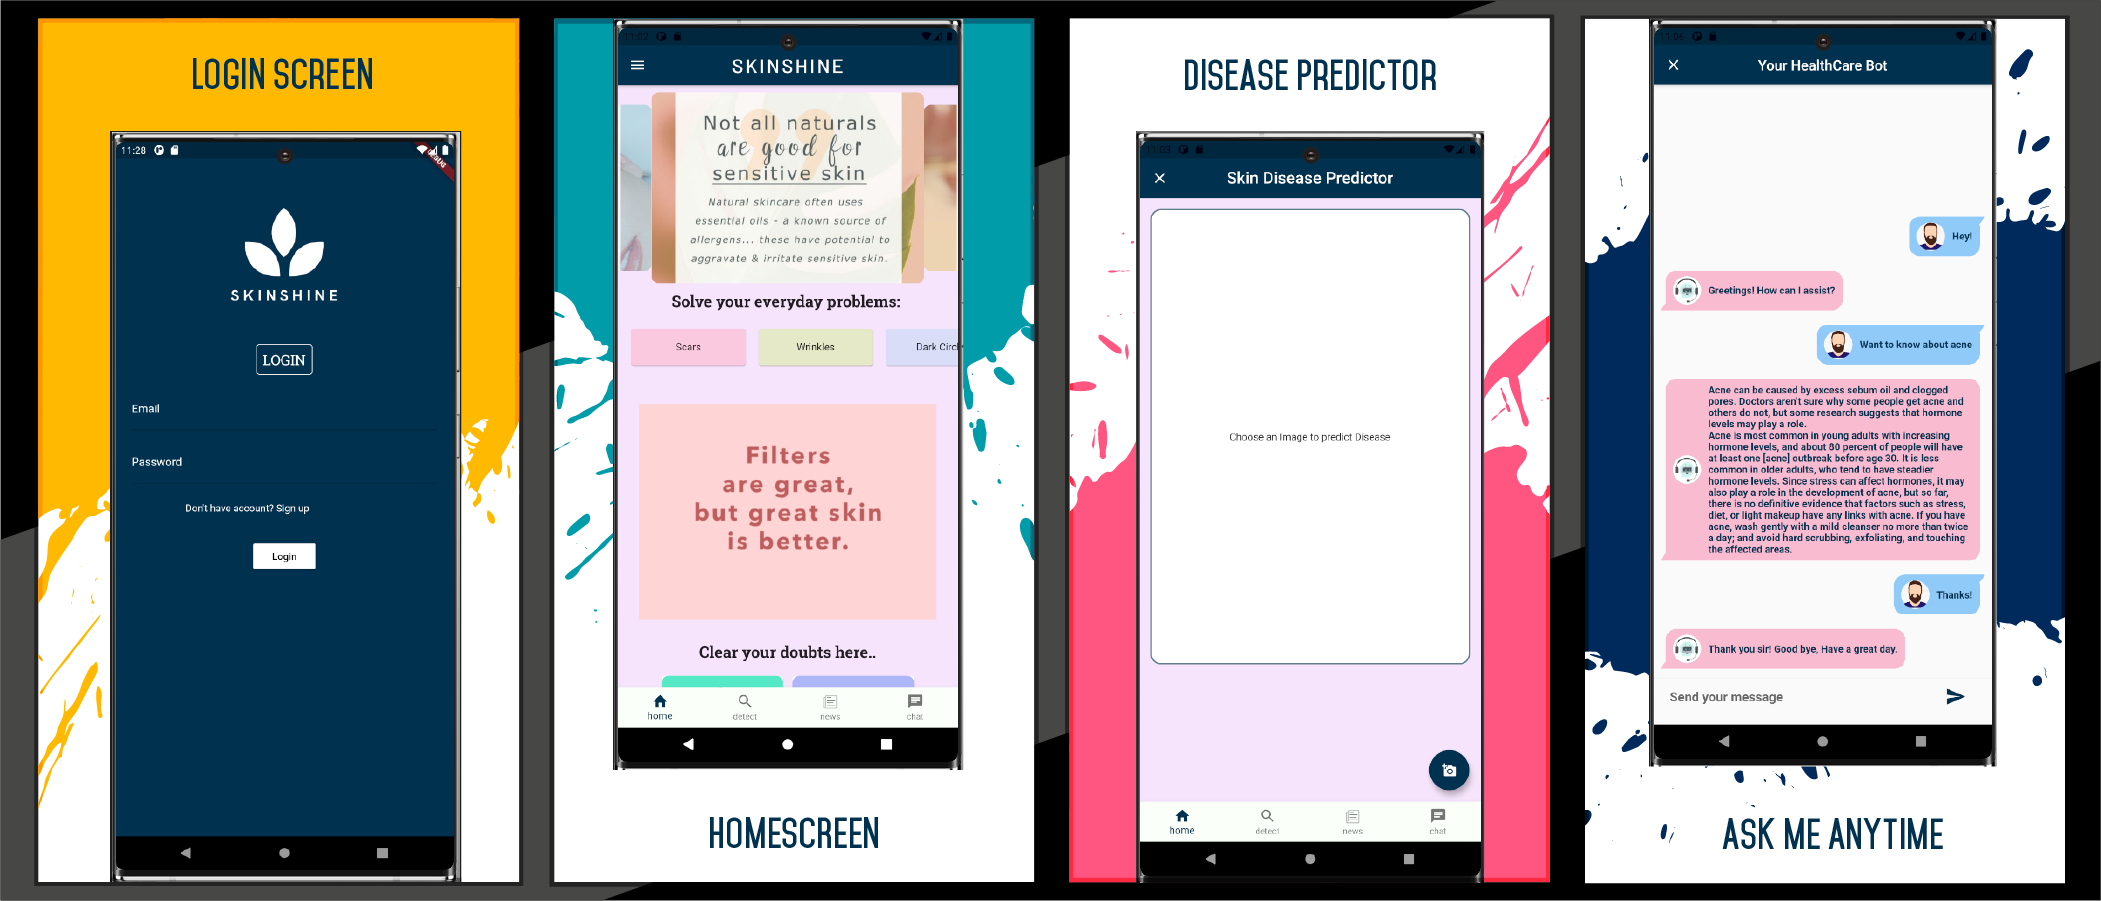 LOGIN SCREEN
11:28
SKINSHINE
LOGIN
Email
Password
Don't have account? Sign up
Login
11:02
SKINSHINE
Not all naturals
are good for
sensitive skin
Natural skincare often uses
essential oils - a known source of
allergens... these have potential to
aggravate & irritate sensitive skin.
Solve your everyday problems:
Scars
Wrinkles
Dark Circl
Filters
are great,
but great skin
is better.
Clear your doubts here..
home
detect
news
chat
HOMESCREEN
DISEASE PREDICTOR
Skin Disease Predictor
Choose an Image to predict Disease
home
detect
news
chat
11:06
Your HealthCare Bot
Hey!
Greetings! How can I assist?
Want to know about acne
Acne can be caused by excess sebum oil and clogged
pores. Doctors aren't sure why some people get acne and
others do not, but some research suggests that hormone
levels may play a role.
Acne is most common in young adults with increasing
hormone levels, and about 80 percent of people will have
at least one [acne] outbreak before age 30. It is less
common in older adults, who tend to have steadier
hormone levels. Since stress can affect hormones, it may
also play a role in the development of acne, but so far,
there is no definitive evidence that factors such as stress,
diet, or light makeup have any links with acne. If you have
acne, wash gently with a mild cleanser no more than twice
a day; and avoid hard scrubbing, exfoliating, and touching
the affected areas.
Thanks!
Thank you sir! Good bye, Have a great day.
Send your message
ASK ME ANYTIME